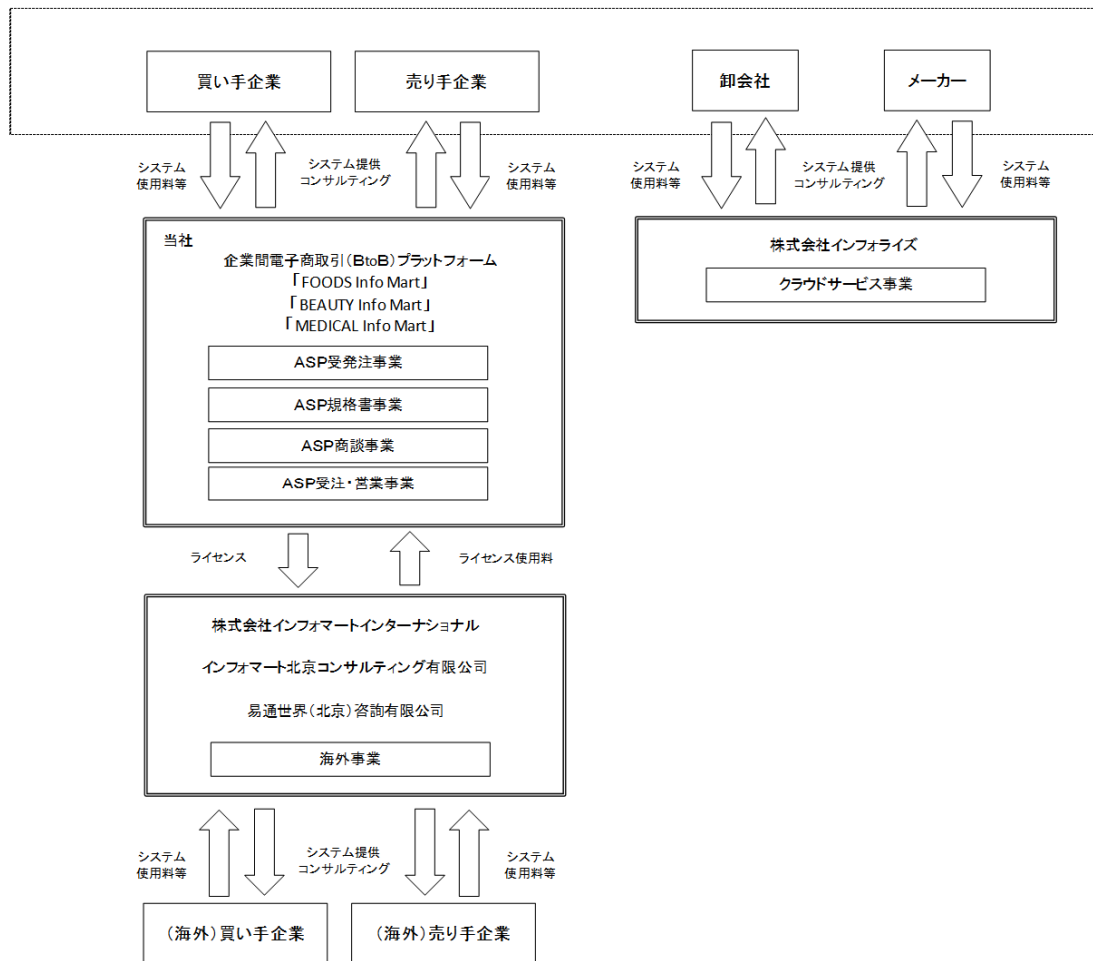 買い手企業
売り手企業
卸会社
メーカー
システム
使用料等
システム提供
コンサルティング
システム
使用料等
システム
使用料等
システム提供
コンサルティング
システム
使用料等
当社
企業間電子商取引（BtoB）プラットフォーム
「FOODS Info Mart」
「BEAUTY Info Mart」
「MEDICAL Info Mart」
ASP受発注事業
ASP規格書事業
ASP商談事業
ASP受注・営業事業
株式会社インフォライズ
クラウドサービス事業
ライセンス
ライセンス使用料
株式会社インフォマートインターナショナル
インフォマート北京コンサルティング有限公司
易通世界（北京）咨詢有限公司
海外事業
システム
使用料等
システム提供
コンサルティング
システム
使用料等
（海外）買い手企業
（海外）売り手企業